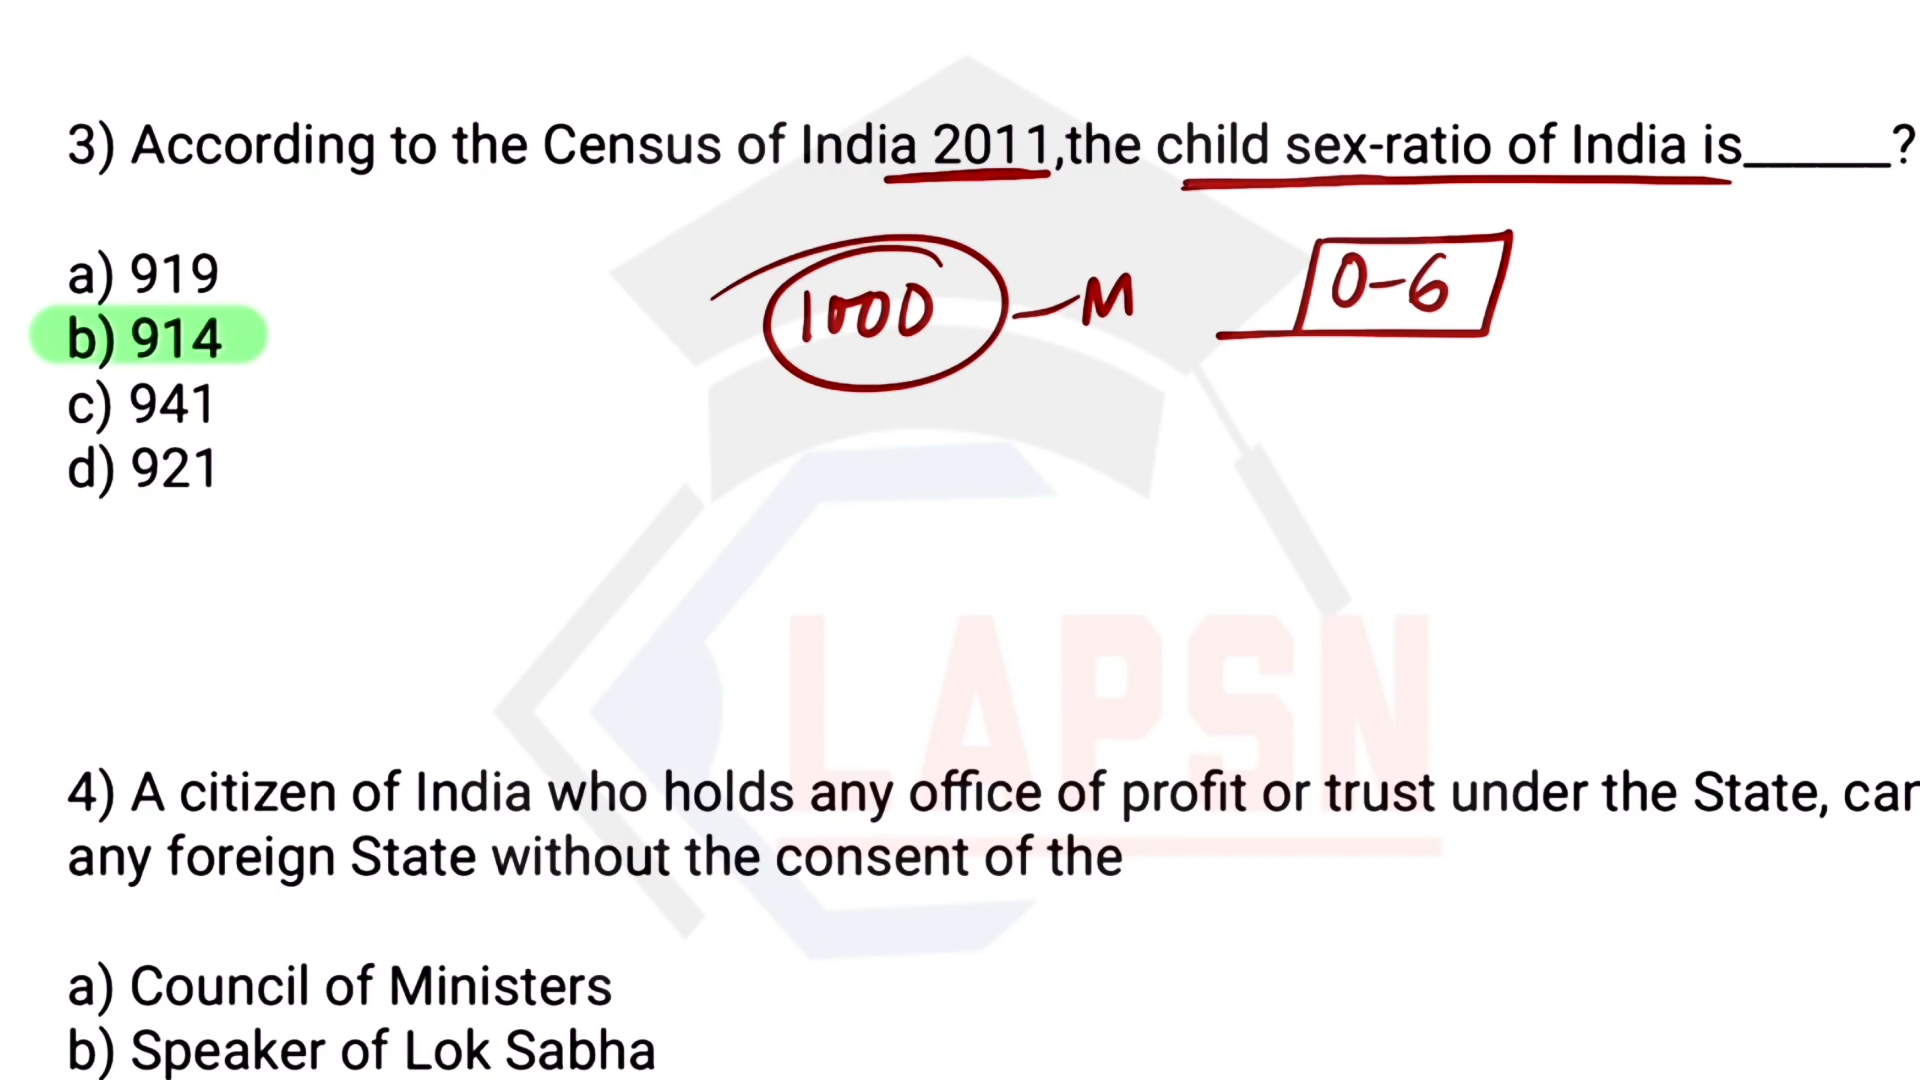 3) According to the Census of India 2011,the child sex-ratio of India is______?
a) 919
1000 -M
0-6
b) 914
c) 941
d) 921
LAPSN
4) A citizen of India who holds any office of profit or trust under the State,
any foreign State without the consent of the
a) Council of Ministers
b) Speaker of Lok Sabha